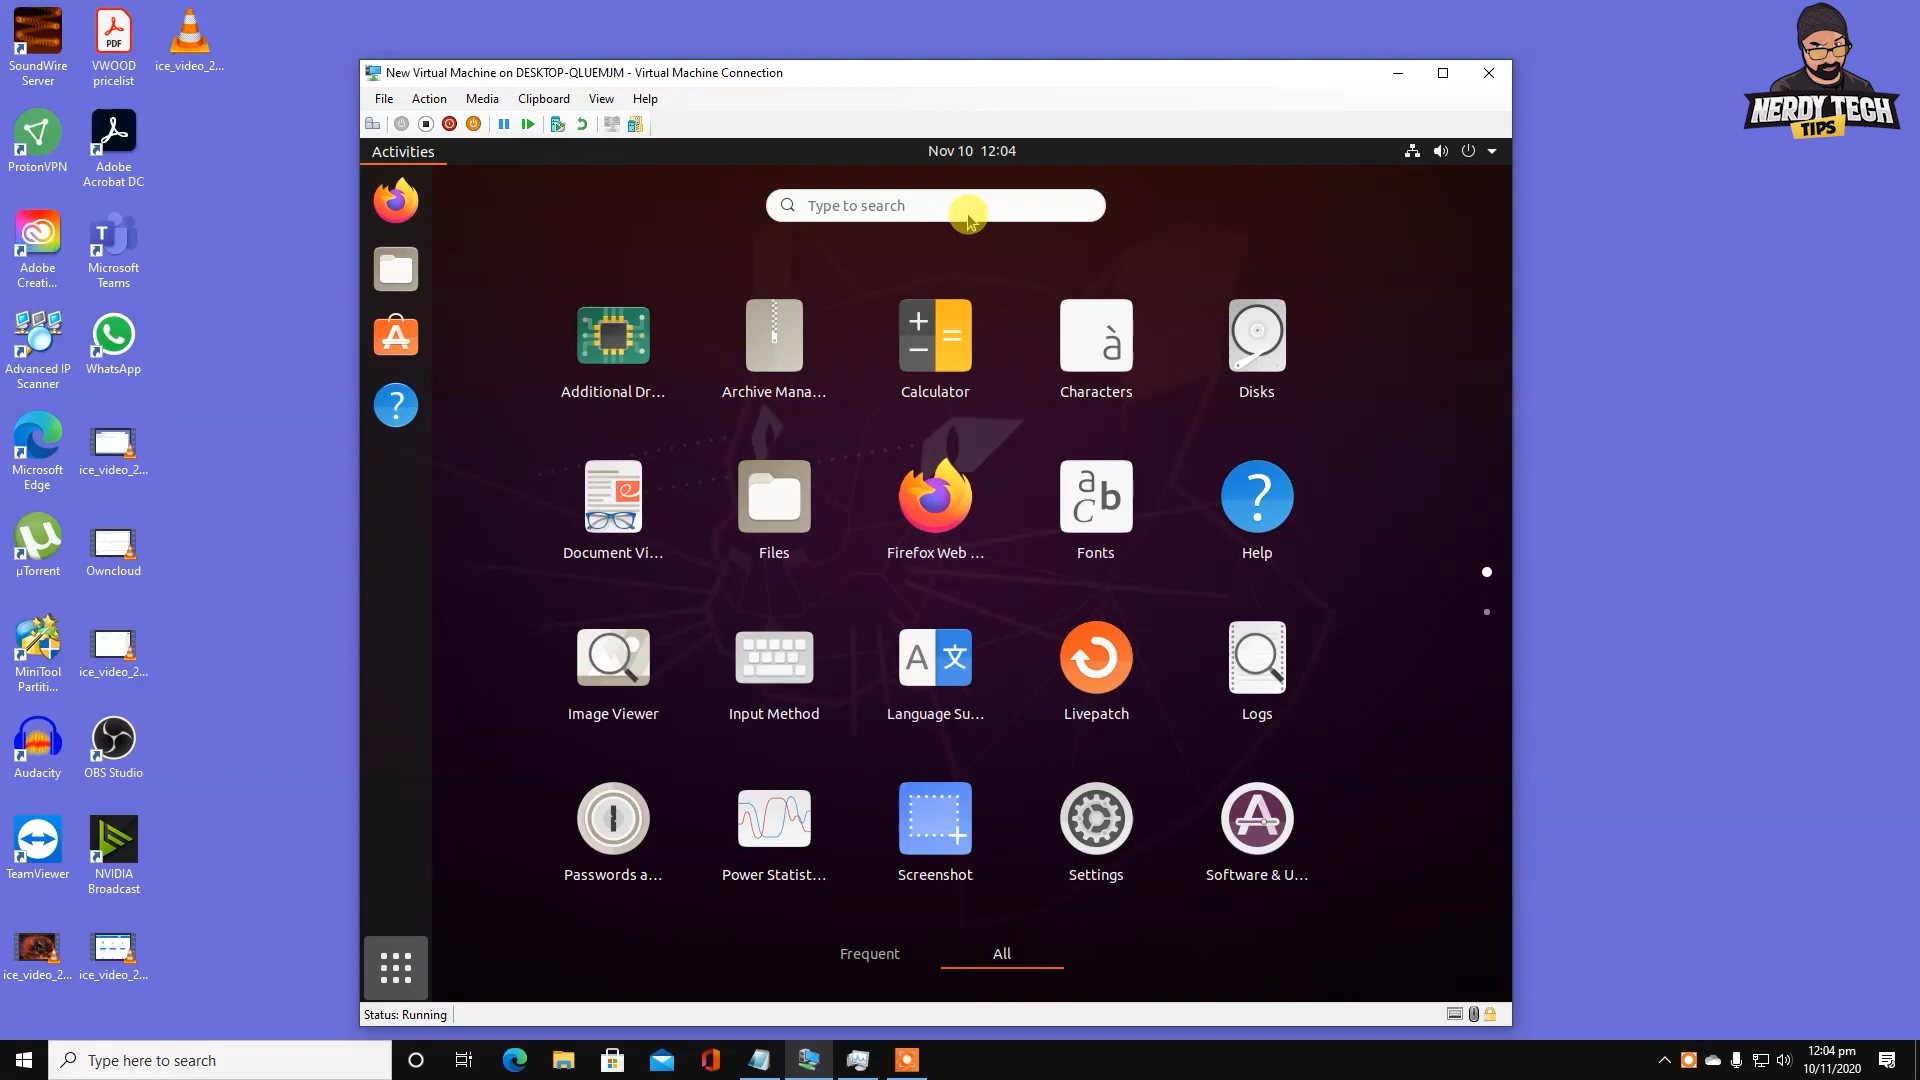 SoundWire
Server
VWOOD
pricelist
ice_video_2...
ProtonVPN
Adobe
Acrobat DC
Adobe
Creati...
Microsoft
Teams
Advanced IP
Scanner
WhatsApp
Microsoft
Edge
ice_video_2...
µTorrent
Owncloud
MiniTool
Partiti...
ice_video_2...
Audacity
OBS Studio
TeamViewer
NVIDIA
Broadcast
ice_video_2...
ice_video_2...
PDF
NERDY TECH
TIPS
New Virtual Machine on DESKTOP-QLUEMJM - Virtual Machine Connection
File Action Media Clipboard View Help
Activities
Nov 10 12:04
Type to search
Additional Dr... Archive Mana... Calculator Characters Disks
Document Vi... Files Firefox Web ... Fonts Help
Image Viewer Input Method Language Su... Livepatch Logs
Passwords a... Power Statist... Screenshot Settings Software & U...
Frequent All
Status: Running
Type here to search
12:04 pm
10/11/2020